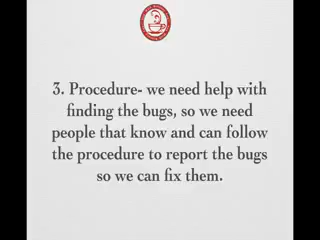 3. Procedure- we need help with
finding the bugs, so we need
people that know and can follow
the procedure to report the bugs
so we can fix them.